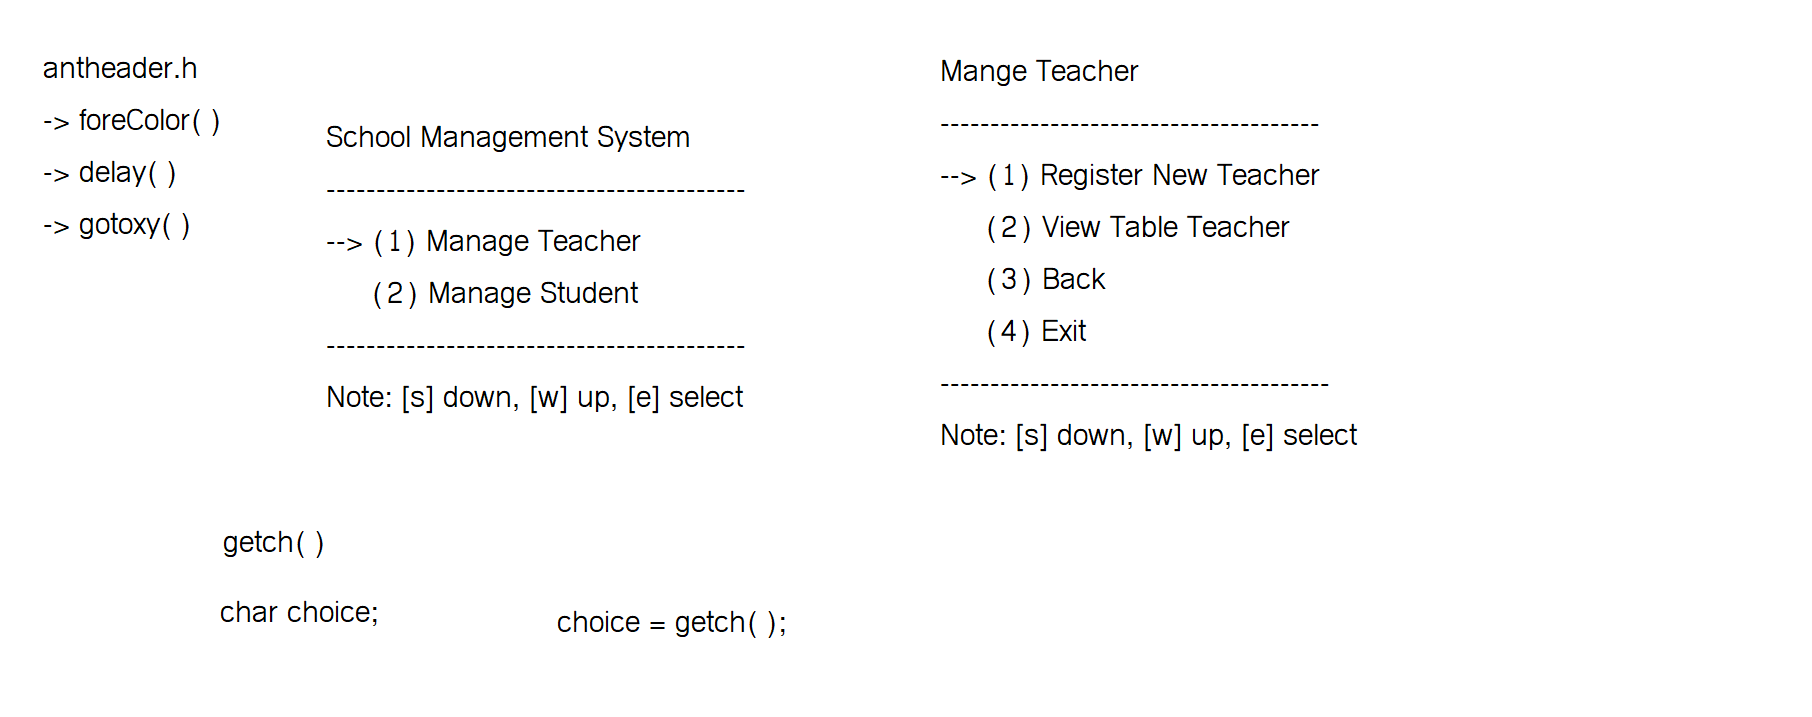 antheader.h
-> foreColor( )
-> delay( )
-> gotoxy( )
School Management System
------------------------------------------
--> (1) Manage Teacher
(2) Manage Student
------------------------------------------
Note: [s] down, [w] up, [e] select
Mange Teacher
--------------------------------------
--> (1) Register New Teacher
(2) View Table Teacher
(3) Back
(4) Exit
---------------------------------------
Note: [s] down, [w] up, [e] select
getch( )
char choice;
choice = getch( );